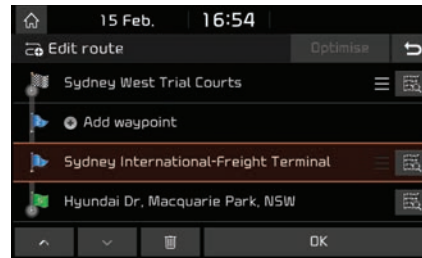 15 Feb. 16:54
Edit route
Optimise
Sydney West Trial Courts
Add waypoint
Sydney International-Freight Terminal
Hyundai Dr, Macquarie Park, NSW
OK